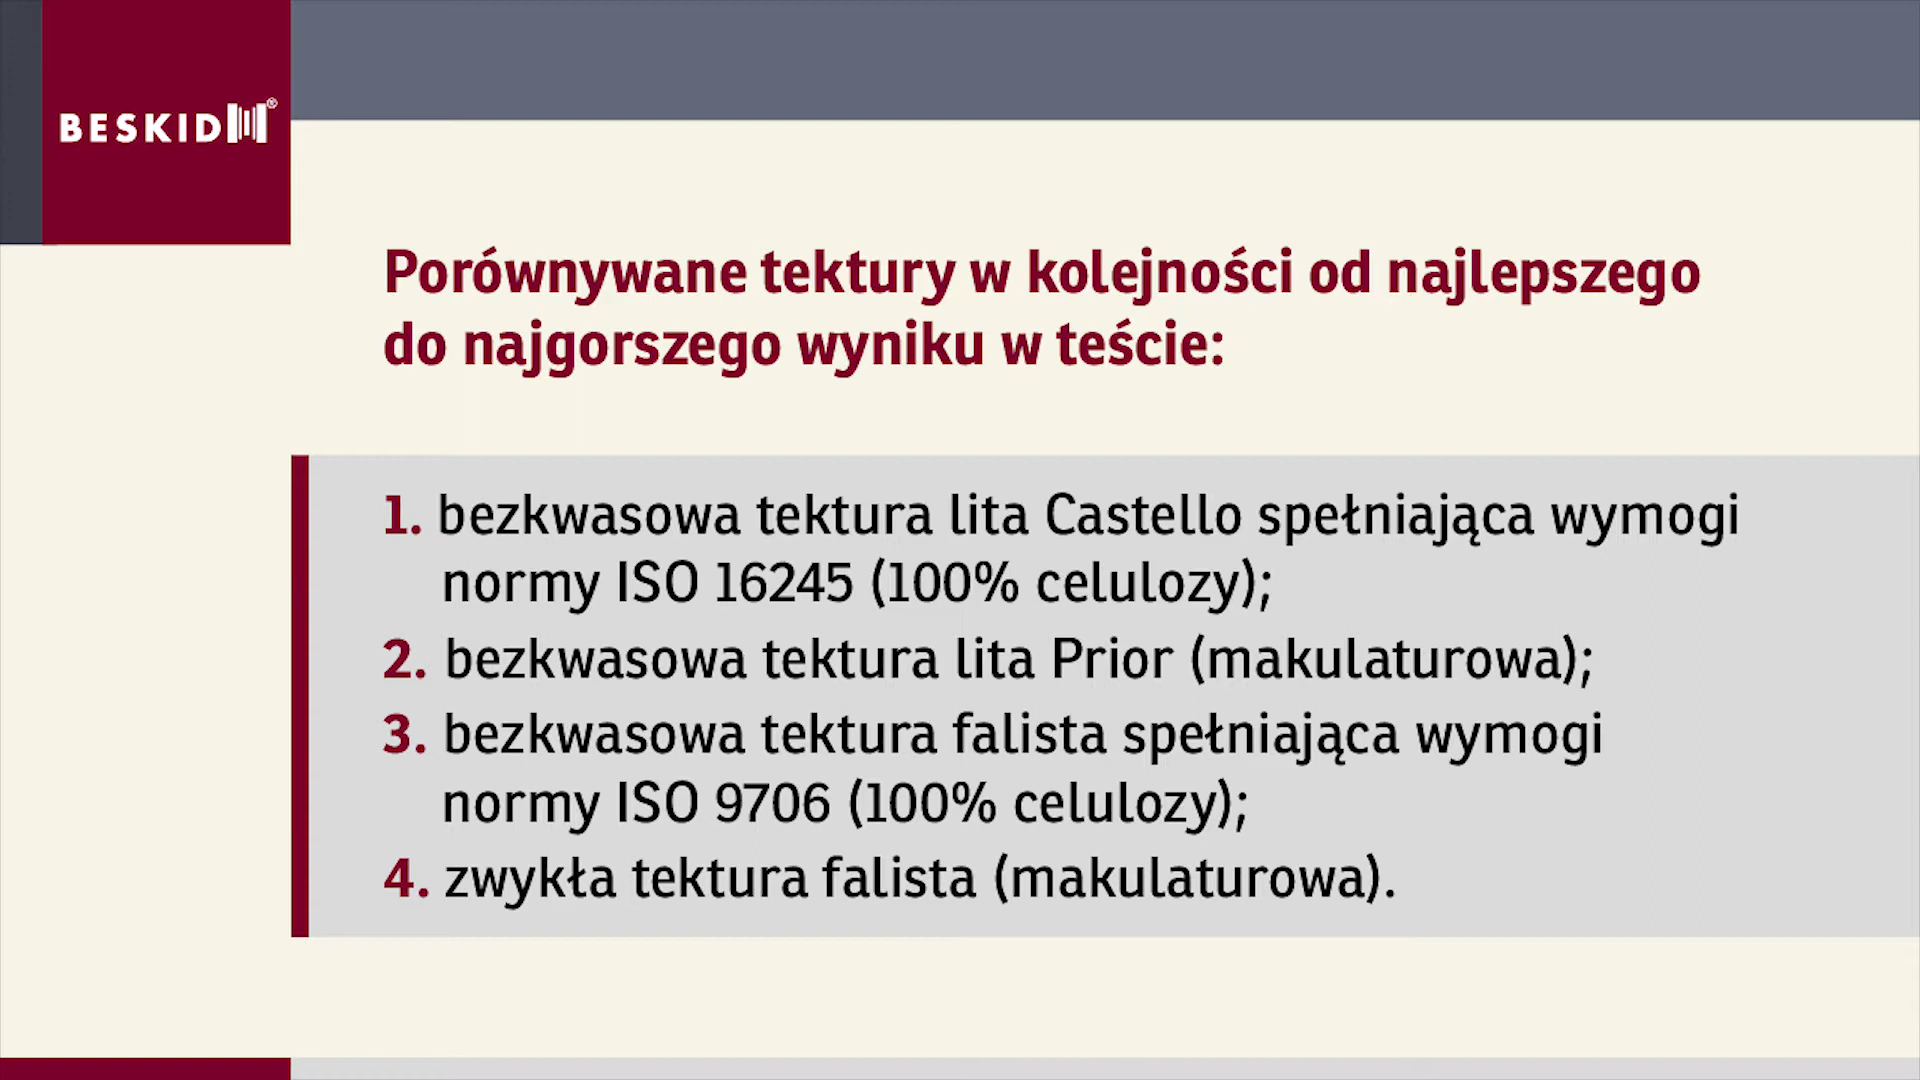 BESKID®
Porównywane tektury w kolejności od najlepszego
do najgorszego wyniku w teście:
1. bezkwasowa tektura lita Castello spełniająca wymogi
normy ISO 16245 (100% celulozy);
2. bezkwasowa tektura lita Prior (makulaturowa);
3. bezkwasowa tektura falista spełniająca wymogi
normy ISO 9706 (100% celulozy);
4. zwykła tektura falista (makulaturowa).